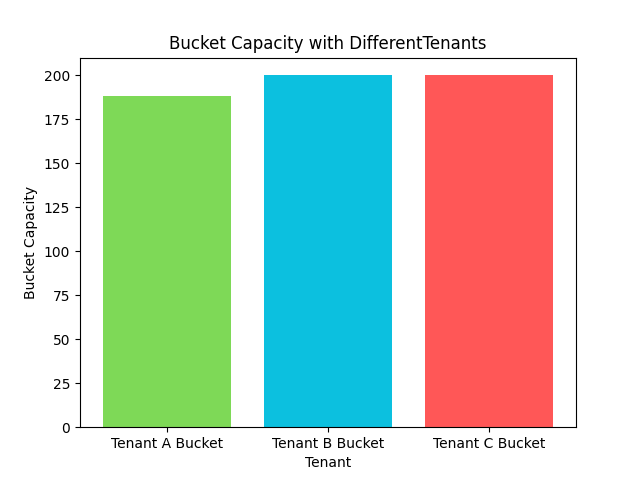 Bucket Capacity with DifferentTenants
Bucket Capacity
200
175
150
125
100
75
50
25
0
Tenant A Bucket
Tenant B Bucket
Tenant C Bucket
Tenant